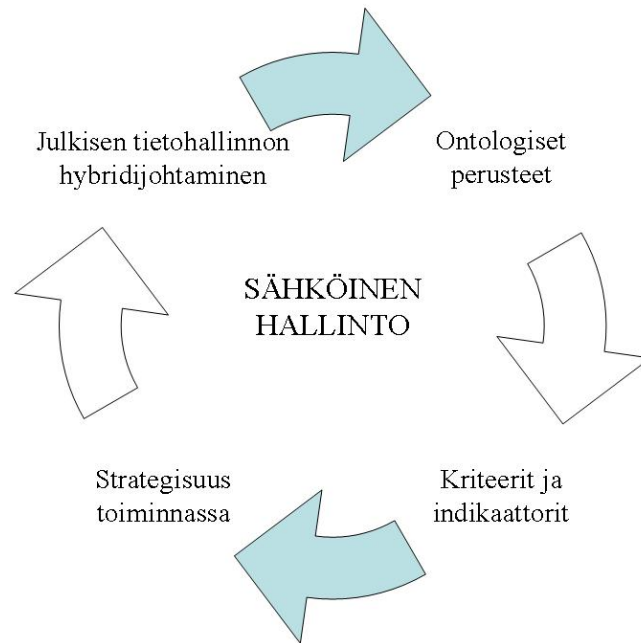 Julkisen tietohallinnon
hybridijohtaminen
Ontologiset
perusteet
SÄHKÖINEN
HALLINTO
Strategisuus
toiminnassa
Kriteerit ja
indikaattorit